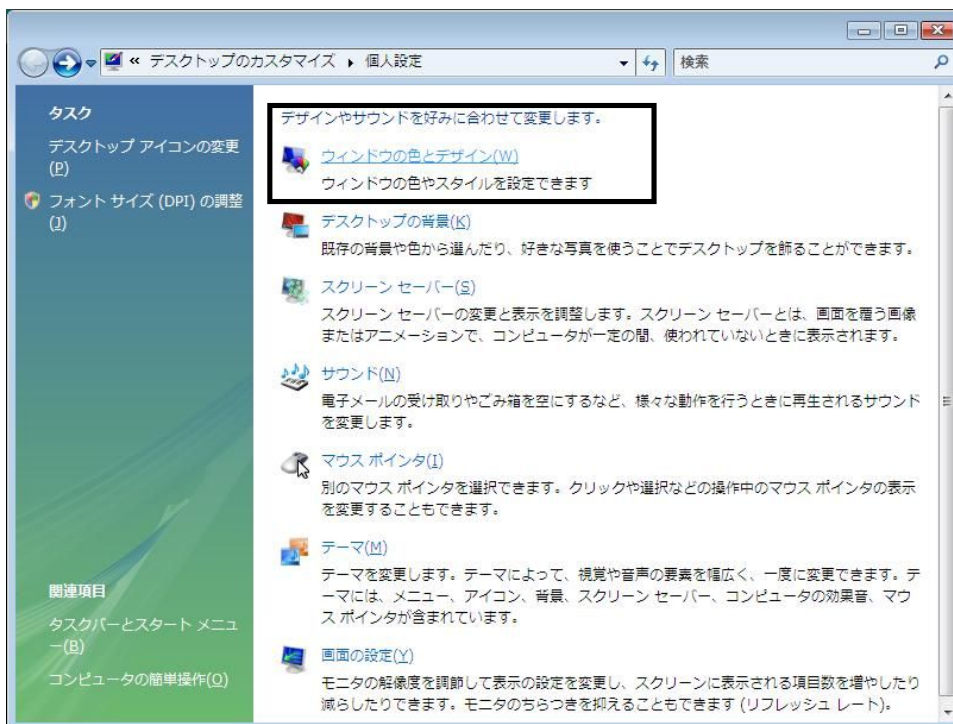 « デスクトップのカスタマイズ ▸ 個人設定
検索
タスク
デスクトップ アイコンの変更
(P)
フォント サイズ (DPI) の調整
(J)
関連項目
タスクバーとスタート メニュ
ー(B)
コンピュータの簡単操作(O)
デザインやサウンドを好みに合わせて変更します。
ウィンドウの色とデザイン(W)
ウィンドウの色やスタイルを設定できます
デスクトップの背景(K)
既存の背景や色から選んだり、好きな写真を使うことでデスクトップを飾ることができます。
スクリーン セーバー(S)
スクリーン セーバーの変更と表示を調整します。スクリーン セーバーとは、画面を覆う画像
またはアニメーションで、コンピュータが一定の間、使われていないときに表示されます。
サウンド(N)
電子メールの受け取りやごみ箱を空にするなど、様々な動作を行うときに再生されるサウンド
を変更します。
マウス ポインタ(I)
別のマウス ポインタを選択できます。クリックや選択などの操作中のマウス ポインタの表示
を変更することもできます。
テーマ(M)
テーマを変更します。テーマによって、視覚や音声の要素を幅広く、一度に変更できます。テ
ーマには、メニュー、アイコン、背景、スクリーン セーバー、コンピュータの効果音、マウ
ス ポインタが含まれています。
画面の設定(Y)
モニタの解像度を調節して表示の設定を変更し、スクリーンに表示される項目数を増やしたり
減らしたりできます。モニタのちらつきを抑えることもできます (リフレッシュ レート)。